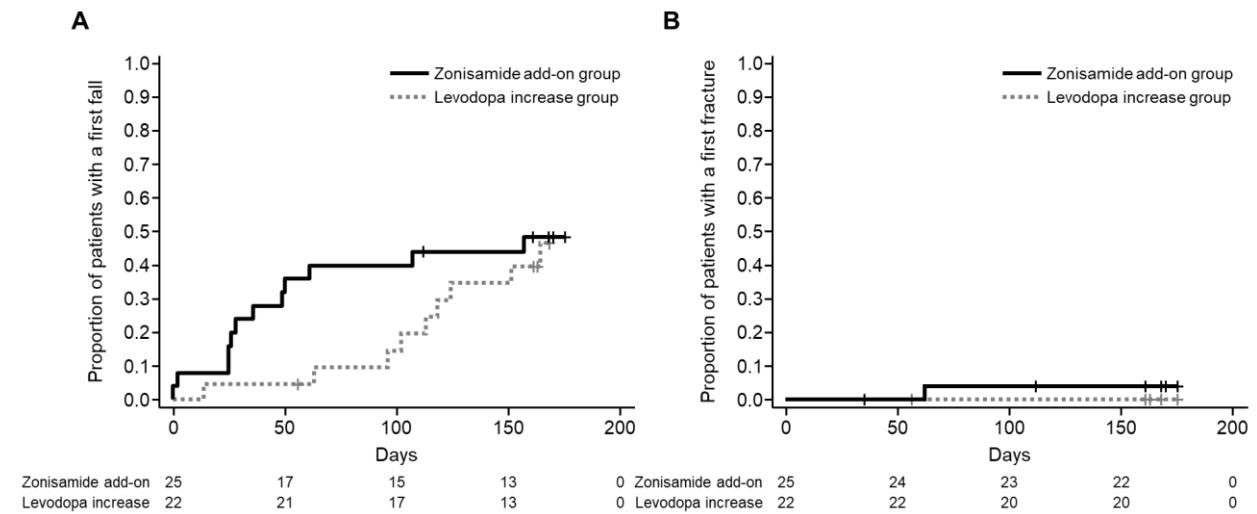 A
Proportion of patients with a first fall
1.0
0.9
0.8
0.7
0.6
0.5
0.4
0.3
0.2
0.1
0.0
Zonisamide add-on group
Levodopa increase group
0 50 100 150 200
Days
Zonisamide add-on 25 17 15 13 0
Levodopa increase 22 21 17 13 0
B
Proportion of patients with a first fracture
1.0
0.9
0.8
0.7
0.6
0.5
0.4
0.3
0.2
0.1
0.0
Zonisamide add-on group
Levodopa increase group
0 50 100 150 200
Days
Zonisamide add-on 25 24 23 22 0
Levodopa increase 22 22 20 20 0